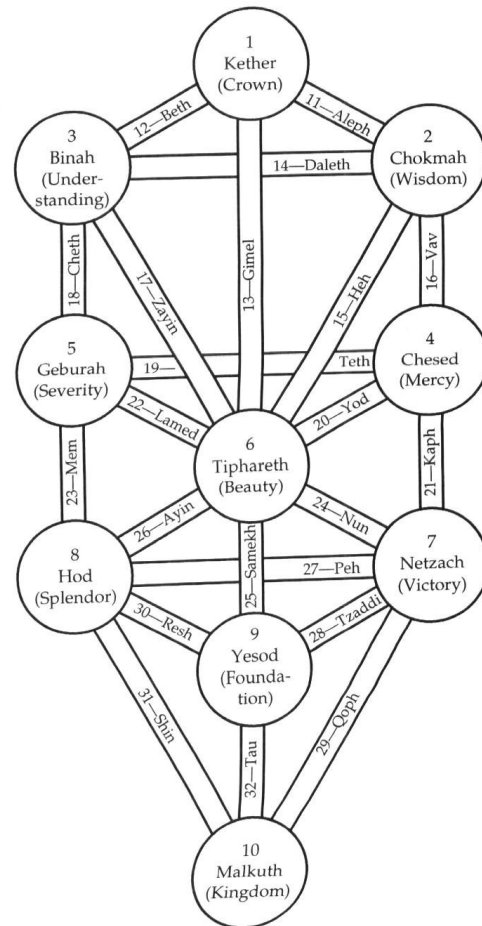 1
Kether
(Crown)
12—Beth
11—Aleph
3
Binah
(Under-
standing)
2
Chokmah
(Wisdom)
14—Daleth
18—Cheth
17—Zayin
13—Gimel
15—Heh
16—Vav
5
Geburah
(Severity)
19—
Teth
4
Chesed
(Mercy)
22—Lamed
20—Yod
6
Tiphareth
(Beauty)
23—Mem
21—Kaph
26—Ayin
24—Nun
25—Samekh
8
Hod
(Splendor)
27—Peh
7
Netzach
(Victory)
30—Resh
28—Tzaddi
9
Yesod
(Founda-
tion)
31—Shin
29—Qoph
32—Tau
10
Malkuth
(Kingdom)